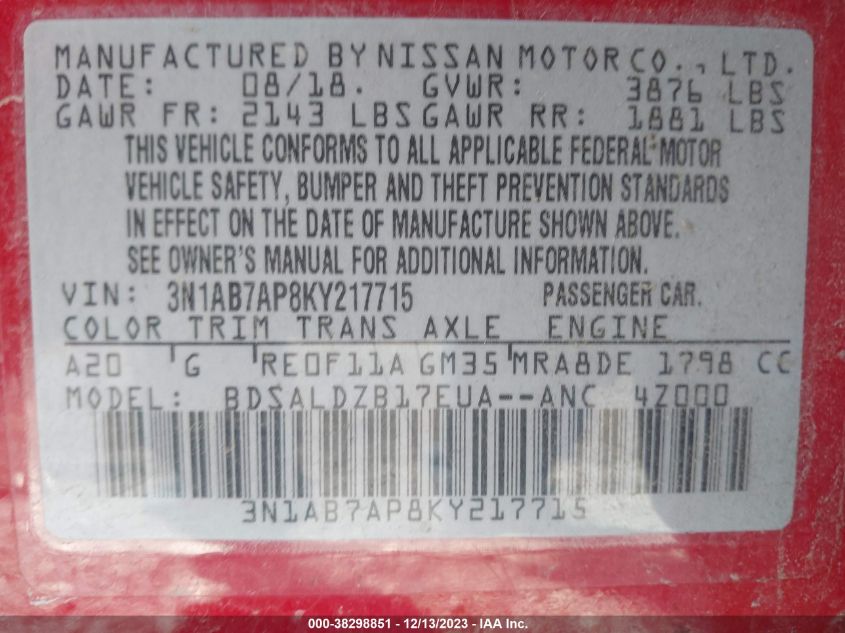 MANUFACTURED BY NISSAN MOTOR CO., LTD.
DATE: 08/18. GVWR: 3876 LBS
GAWR FR: 2143 LBS GAWR RR: 1881 LBS
THIS VEHICLE CONFORMS TO ALL APPLICABLE FEDERAL MOTOR
VEHICLE SAFETY, BUMPER AND THEFT PREVENTION STANDARDS
IN EFFECT ON THE DATE OF MANUFACTURE SHOWN ABOVE.
SEE OWNER'S MANUAL FOR ADDITIONAL INFORMATION.
VIN: 3N1AB7AP8KY217715 PASSENGER CAR.
COLOR TRIM TRANS AXLE ENGINE
A20 G RE0F11A GM35 MRA8DE 1798 CC
MODEL: BDSALDZB17EUA--ANC 4Z000
3N1AB7AP8KY217715
000-38298851 - 12/13/2023 - IAA Inc.